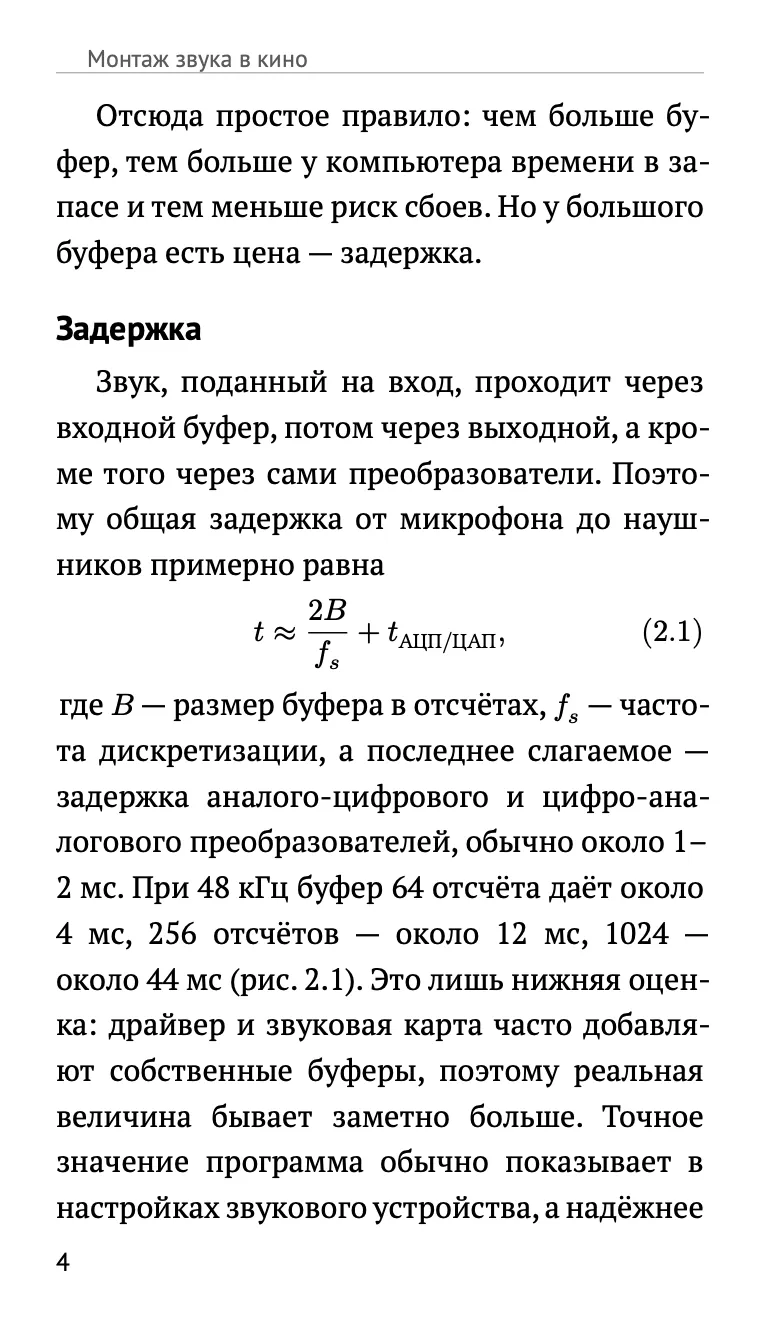 Монтаж звука в кино
Отсюда простое правило: чем больше бу-
фер, тем больше у компьютера времени в за-
пасе и тем меньше риск сбоев. Но у большого
буфера есть цена — задержка.
Задержка
Звук, поданный на вход, проходит через
входной буфер, потом через выходной, а кро-
ме того через сами преобразователи. Поэто-
му общая задержка от микрофона до науш-
ников примерно равна
t ≈ 2B/f_s + t_АЦП/ЦАП, (2.1)
где B — размер буфера в отсчётах, f_s — часто-
та дискретизации, а последнее слагаемое —
задержка аналого-цифрового и цифро-ана-
логового преобразователей, обычно около 1–
2 мс. При 48 кГц буфер 64 отсчёта даёт около
4 мс, 256 отсчётов — около 12 мс, 1024 —
около 44 мс (рис. 2.1). Это лишь нижняя оцен-
ка: драйвер и звуковая карта часто добавля-
ют собственные буферы, поэтому реальная
величина бывает заметно больше. Точное
значение программа обычно показывает в
настройках звукового устройства, а надёжнее
4